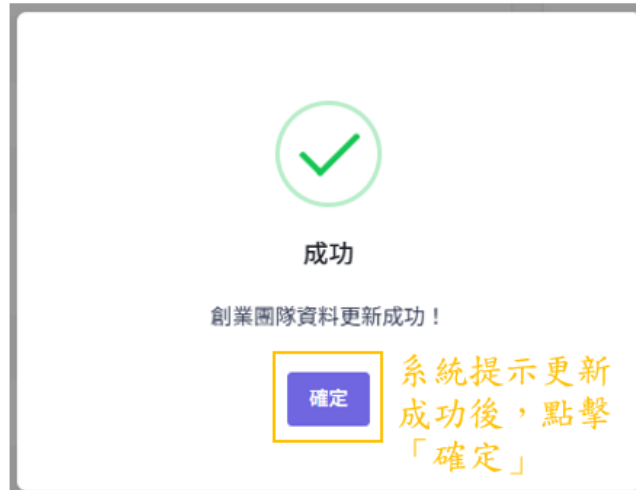 成功
創業團隊資料更新成功！
確定
系統提示更新
成功後，點擊
「確定」